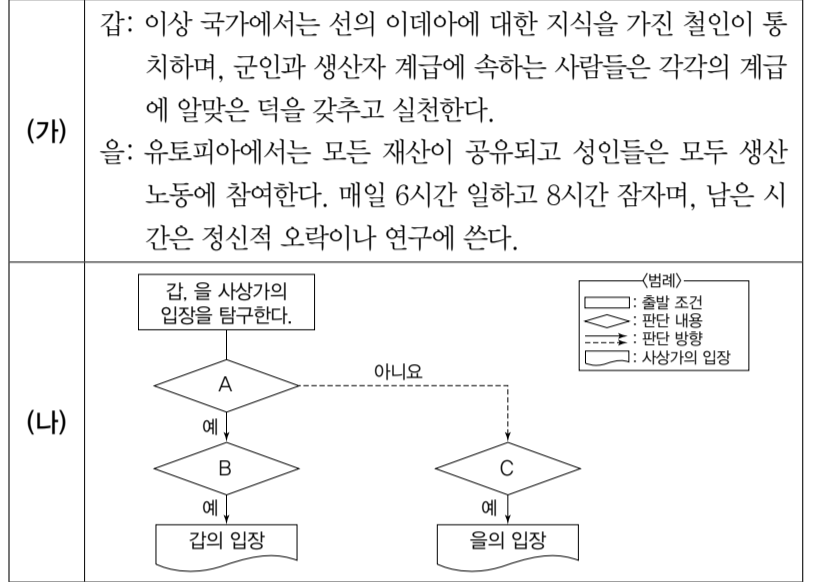 (가)
갑: 이상 국가에서는 선의 이데아에 대한 지식을 가진 철인이 통
치하며, 군인과 생산자 계급에 속하는 사람들은 각각의 계급
에 알맞은 덕을 갖추고 실천한다.
을: 유토피아에서는 모든 재산이 공유되고 성인들은 모두 생산
노동에 참여한다. 매일 6시간 일하고 8시간 잠자며, 남은 시
간은 정신적 오락이나 연구에 쓴다.
(나)
갑, 을 사상가의
입장을 탐구한다.
<범례>
: 출발 조건
: 판단 내용
: 판단 방향
: 사상가의 입장
A
아니요
예
B
C
예
예
갑의 입장
을의 입장